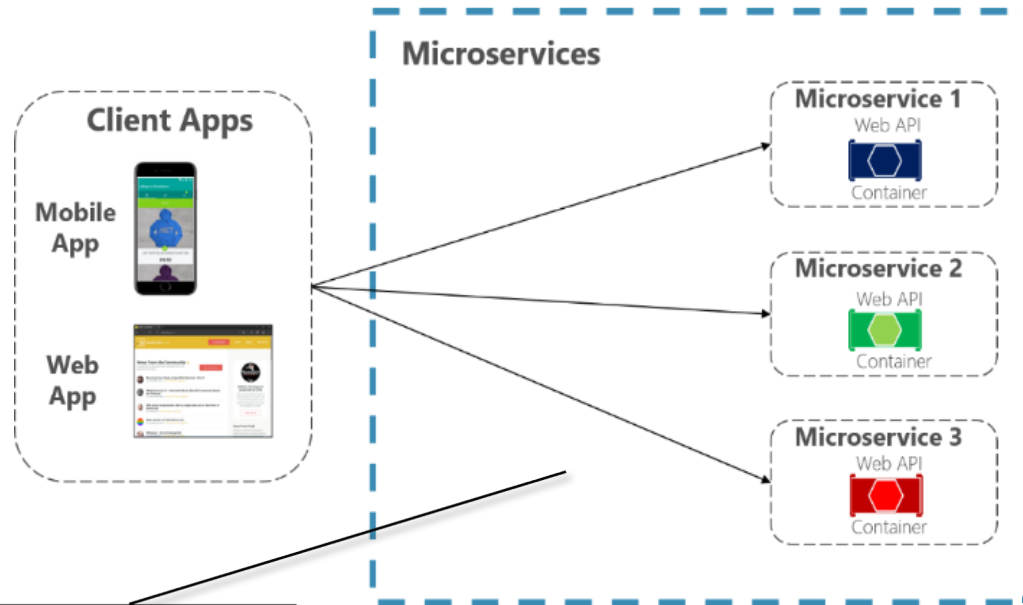 Microservices
Client Apps
Mobile
App
Web
App
Microservice 1
Web API
Container
Microservice 2
Web API
Container
Microservice 3
Web API
Container